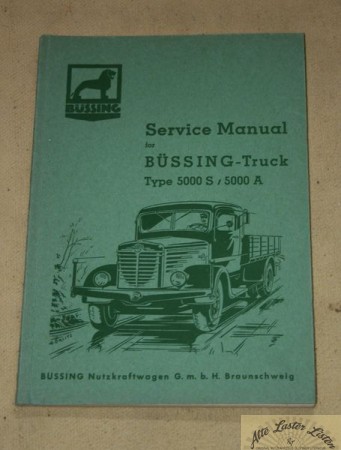 BÜSSING
Service Manual
for
BÜSSING-Truck
Type 5000 S / 5000 A
BÜSSING Nutzkraftwagen G. m. b. H. Braunschweig
Alte Laster Listen